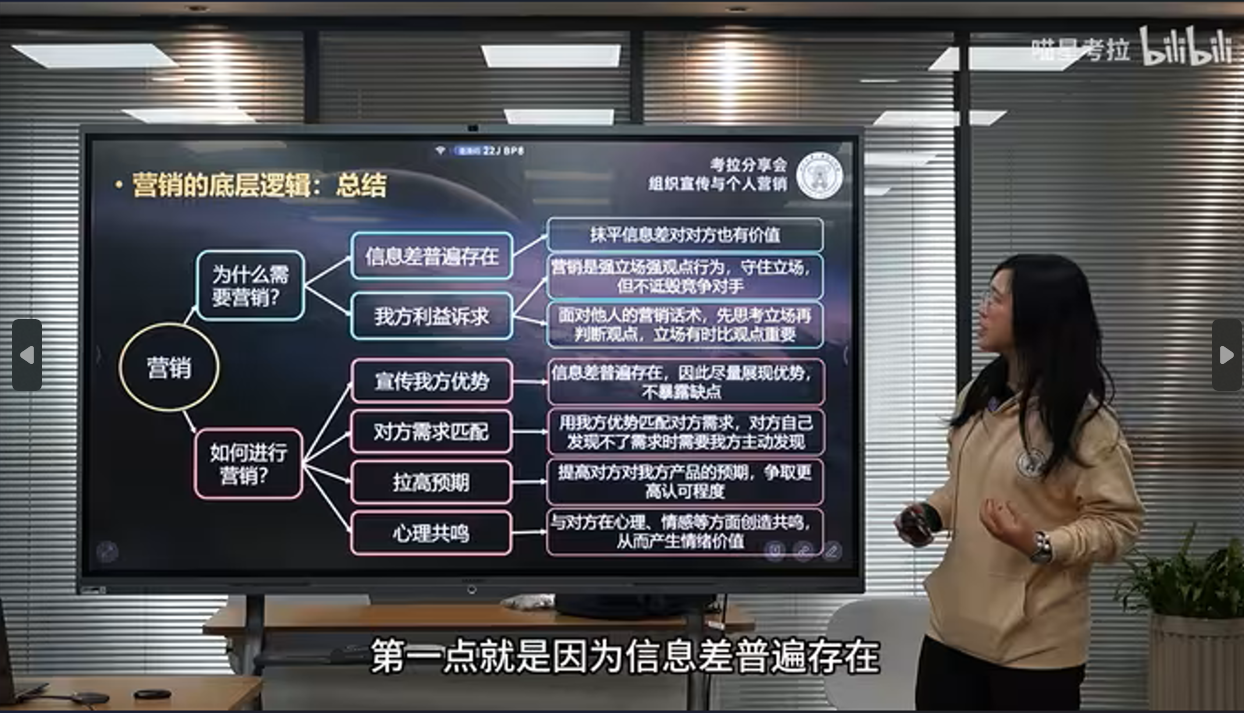 喵星考拉 bilibili
考拉分享会
组织宣传与个人营销
• 营销的底层逻辑：总结
营销
为什么需
要营销？
信息差普遍存在
抹平信息差对对方也有价值
我方利益诉求
营销是强立场强观点行为，守住立场，
但不诋毁竞争对手
面对他人的营销话术，先思考立场再
判断观点，立场有时比观点重要
如何进行
营销？
宣传我方优势
信息差普遍存在，因此尽量展现优势，
不暴露缺点
对方需求匹配
用我方优势匹配对方需求，对方自己
发现不了需求时需要我方主动发现
拉高预期
提高对方对我方产品的预期，争取更
高认可程度
心理共鸣
与对方在心理、情感等方面创造共鸣，
从而产生情绪价值
第一点就是因为信息差普遍存在